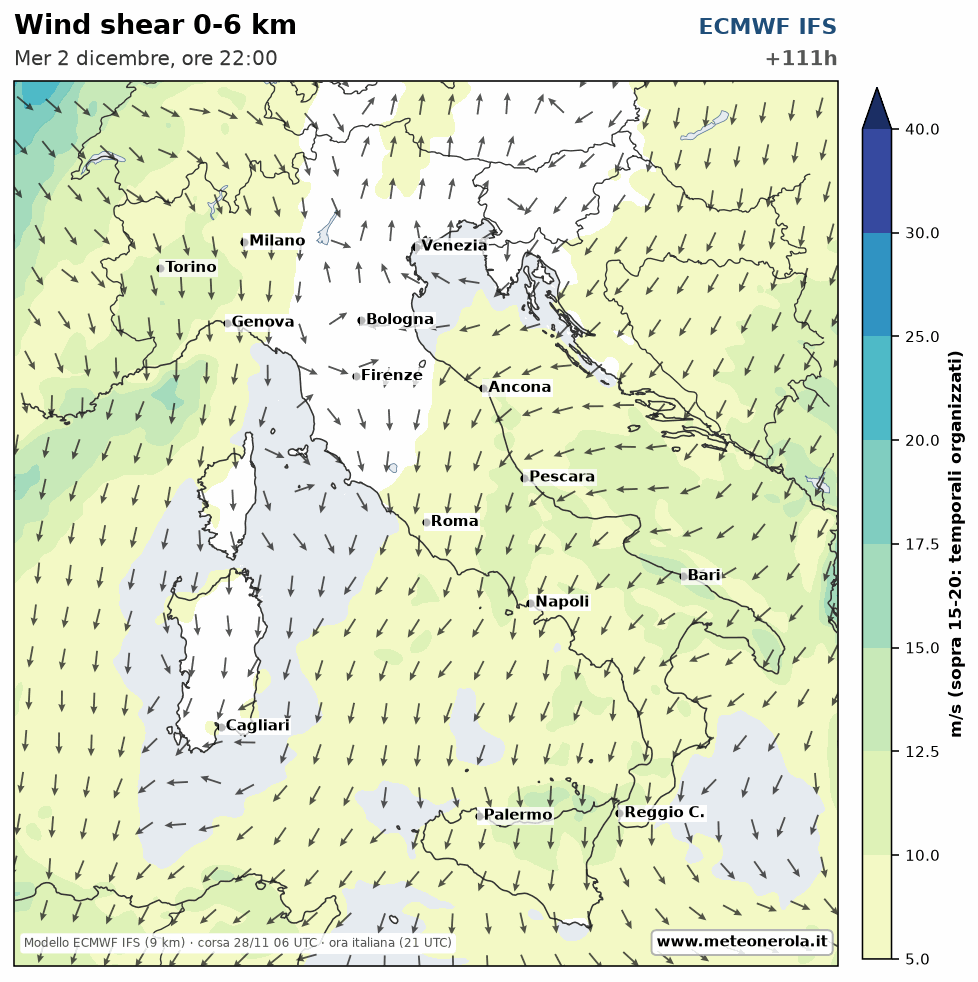 Wind shear 0-6 km
ECMWF IFS
Mer 2 dicembre, ore 22:00
+111h
Milano
Venezia
Torino
Genova
Bologna
Firenze
Ancona
Pescara
Roma
Bari
Napoli
Cagliari
Palermo
Reggio C.
Modello ECMWF IFS (9 km) · corsa 28/11 06 UTC · ora italiana (21 UTC)
www.meteonerola.it
40.0
30.0
25.0
20.0
17.5
15.0
12.5
10.0
5.0
m/s (sopra 15-20: temporali organizzati)